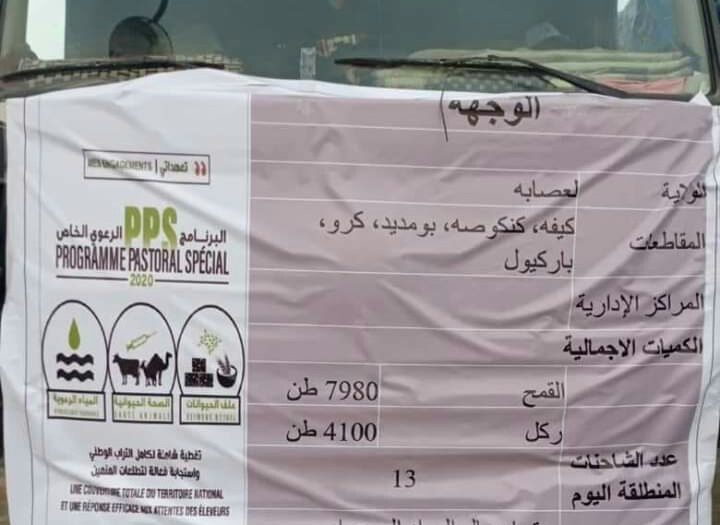 الوجهه
MES ENGAGEMENTS | تعهداتي
البرنامج PPS الرعوي الخاص
PROGRAMME PASTORAL SPÉCIAL
2020
المياه الرعوية
الصحة الحيوانية
SANTÉ ANIMALE
علف الحيوانات
تغطية شاملة لكامل التراب الوطني
واستجابة فعالة لتطلعات المنمين
UNE COUVERTURE TOTALE DU TERRITOIRE NATIONAL
ET UNE RÉPONSE EFFICACE AUX ATTENTES DES ÉLEVEURS
الولاية لعصابه
المقاطعات كيفه، كنكوصه، بومديد، كرو،
باركيول
المراكز الإدارية
الكميات الاجمالية
القمح 7980 طن
ركل 4100 طن
عدد الشاحنات
المنطلقة اليوم 13